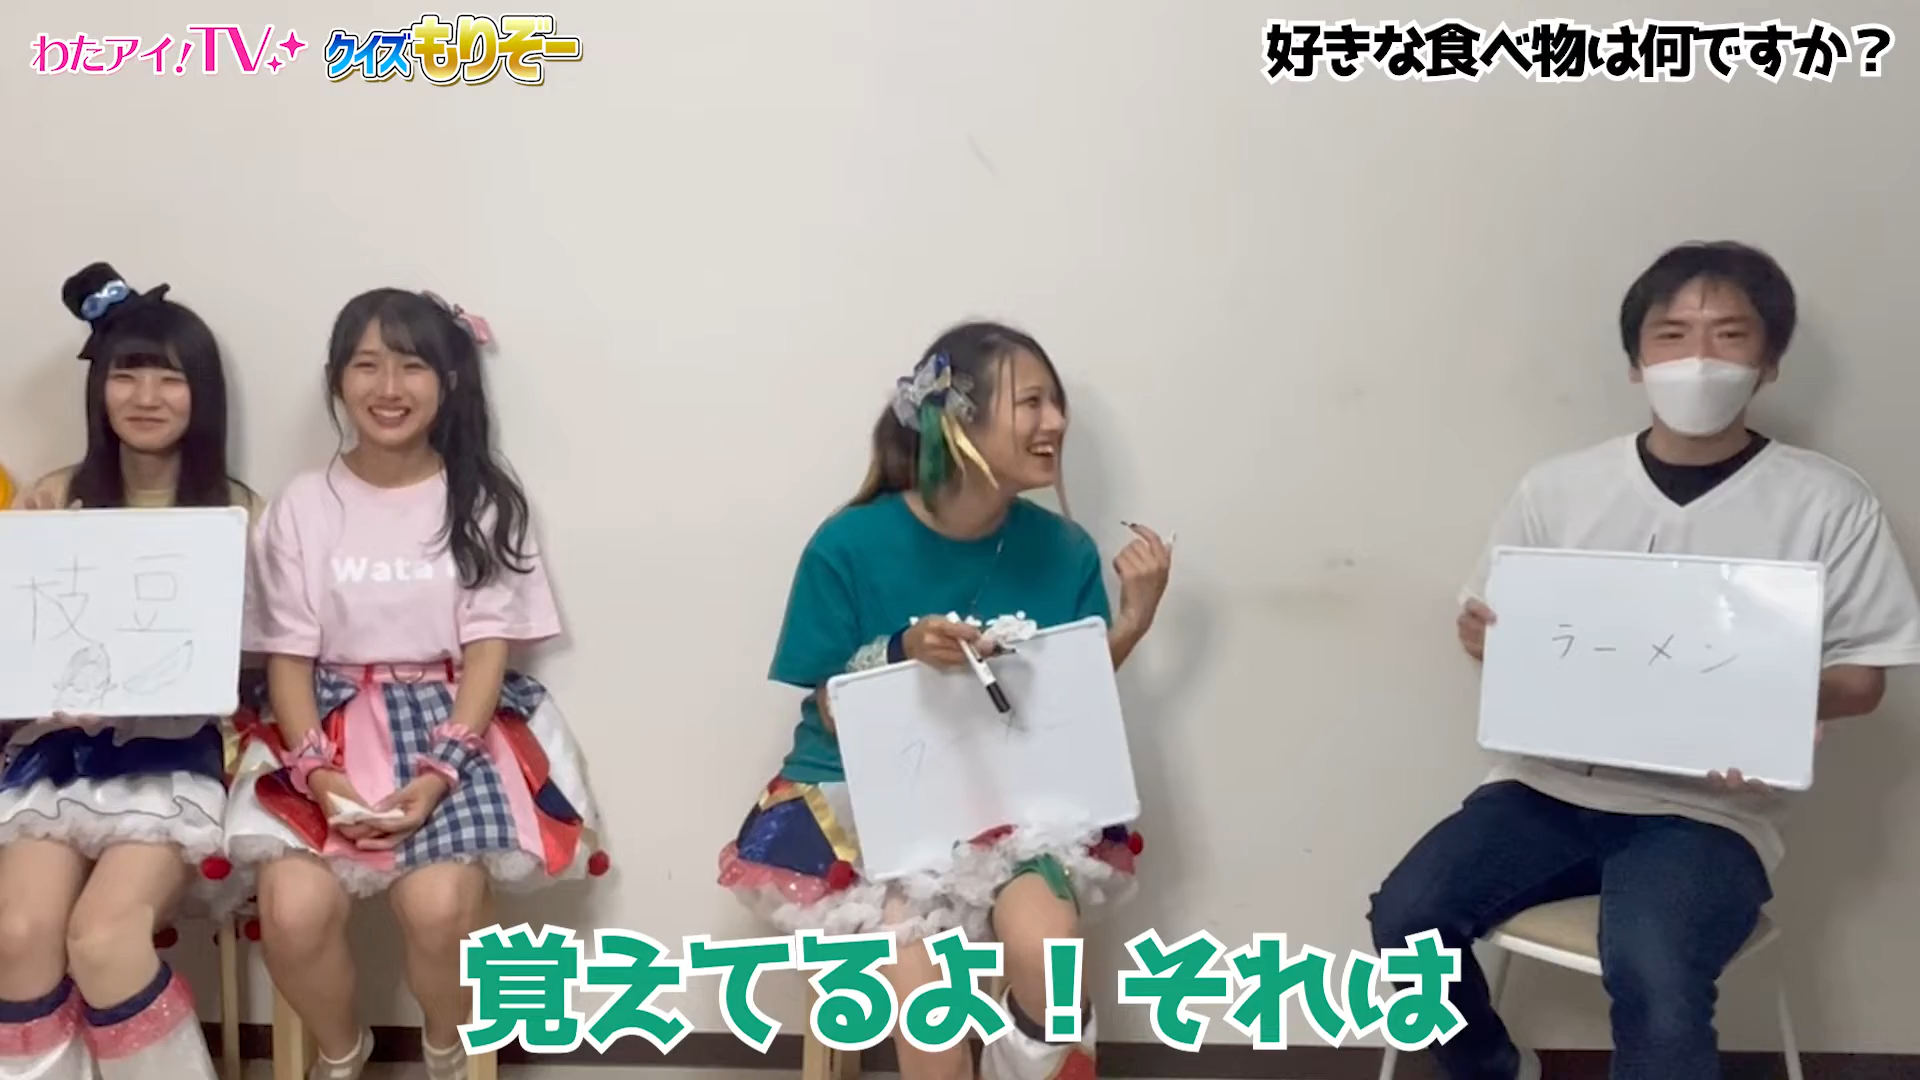 わたアイ!TV
クイズもりぞー
好きな食べ物は何ですか？
枝豆
Wata
ラーメン
覚えてるよ！それは